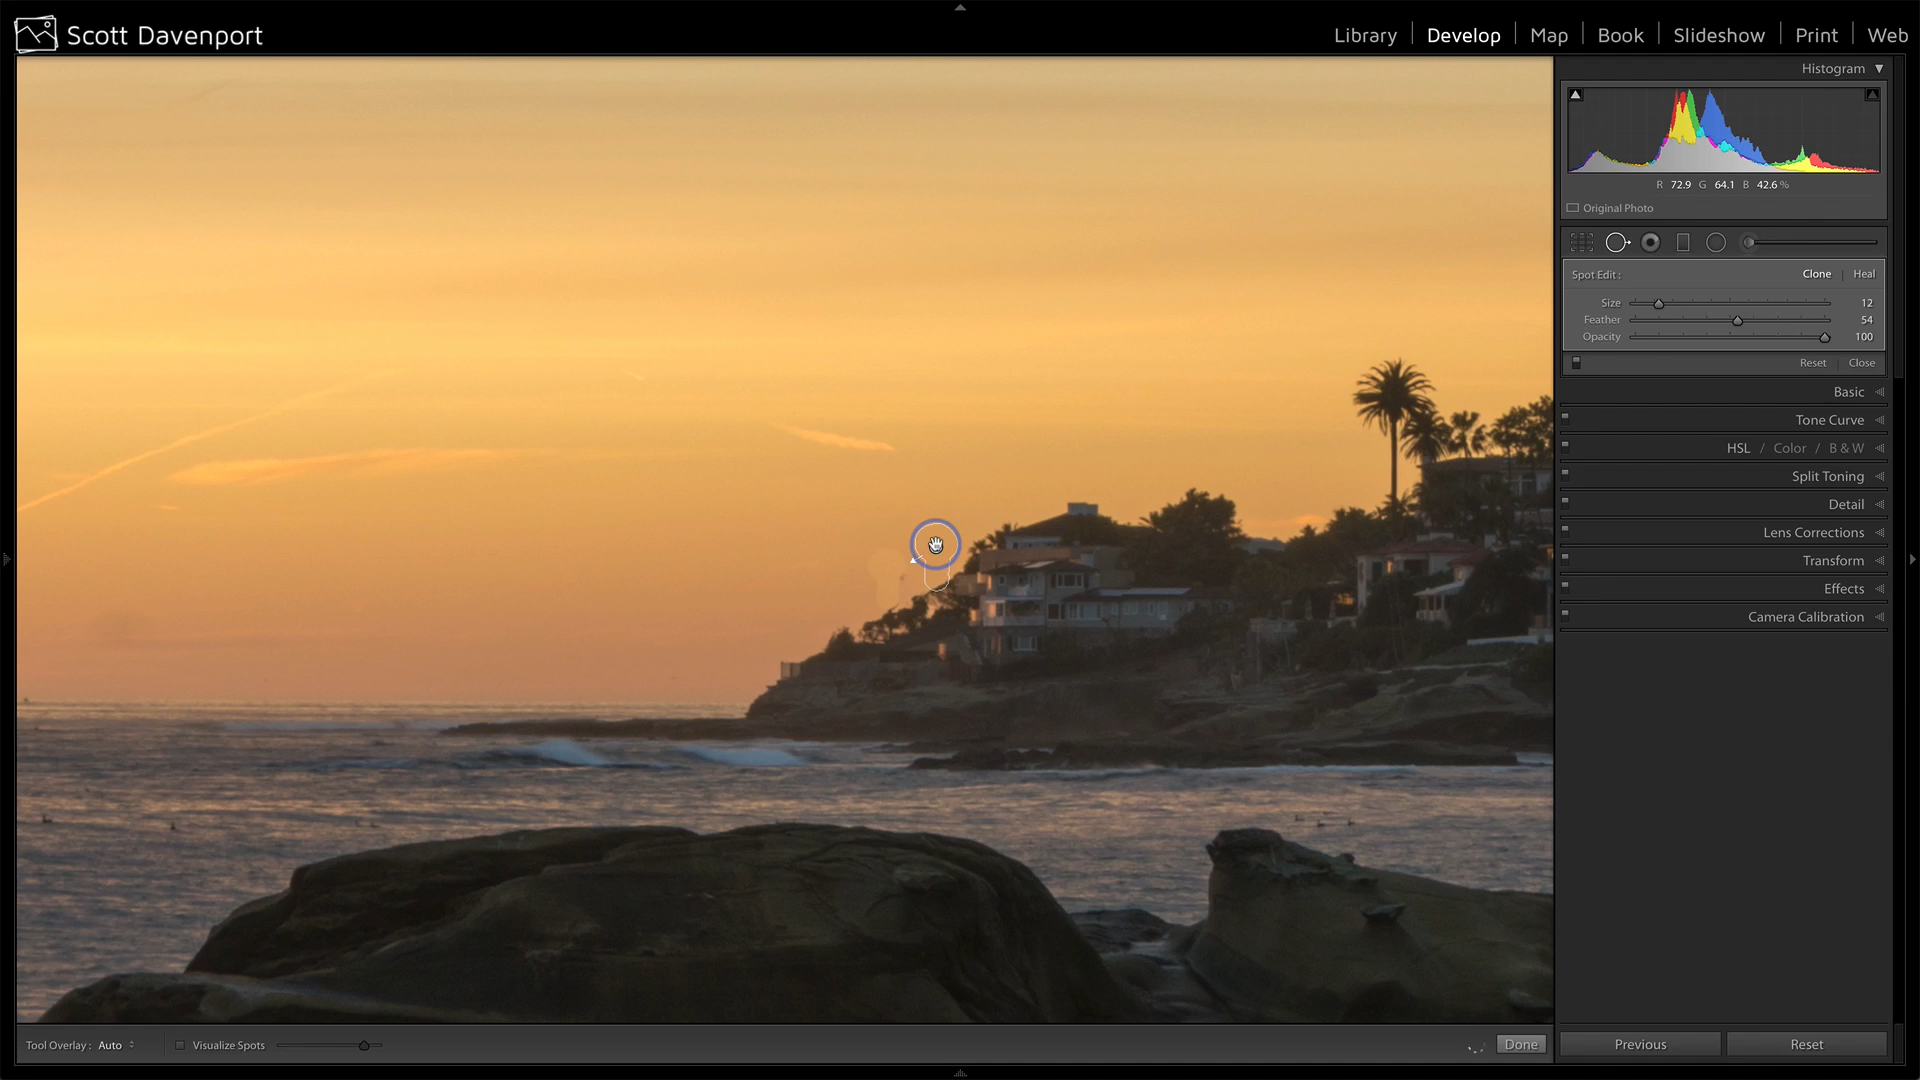 Scott Davenport
Library | Develop | Map | Book | Slideshow | Print | Web
Histogram
R 72.9 G 64.1 B 42.6 %
Original Photo
Spot Edit : Clone | Heal
Size 12
Feather 54
Opacity 100
Reset | Close
Basic
Tone Curve
HSL / Color / B & W
Split Toning
Detail
Lens Corrections
Transform
Effects
Camera Calibration
Tool Overlay : Auto Visualize Spots Done
Previous Reset